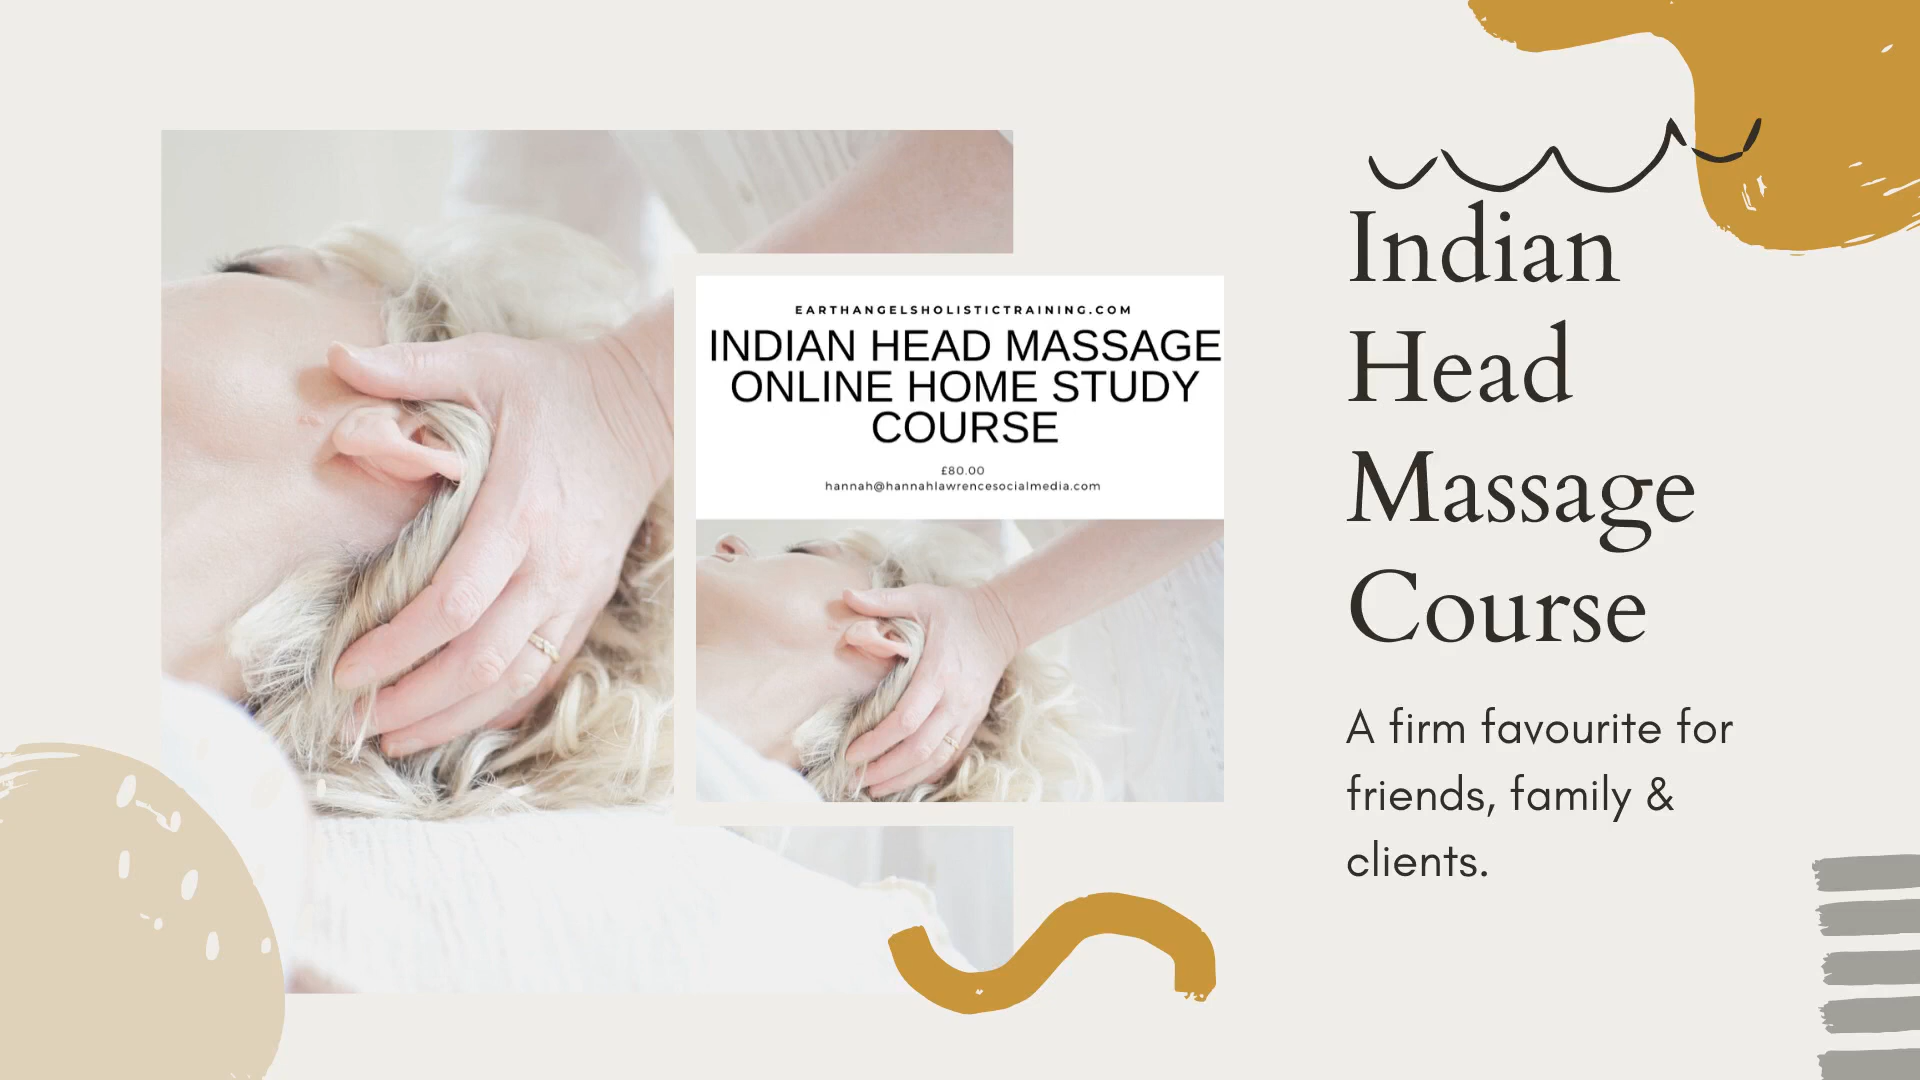 EARTHANGELSHOLISTICTRAINING.COM
INDIAN HEAD MASSAGE
ONLINE HOME STUDY
COURSE
£80.00
hannah@hannahlawrencesocialmedia.com
Indian
Head
Massage
Course
A firm favourite for
friends, family &
clients.